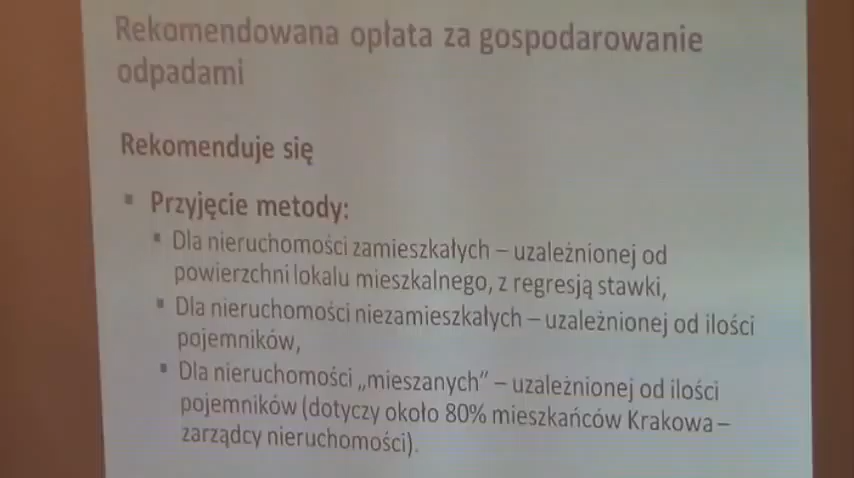 Rekomendowana opłata za gospodarowanie
odpadami
Rekomenduje się
▪ Przyjęcie metody:
▪ Dla nieruchomości zamieszkałych – uzależnionej od
powierzchni lokalu mieszkalnego, z regresją stawki,
▪ Dla nieruchomości niezamieszkałych – uzależnionej od ilości
pojemników,
▪ Dla nieruchomości „mieszanych” – uzależnionej od ilości
pojemników (dotyczy około 80% mieszkańców Krakowa –
zarządcy nieruchomości).